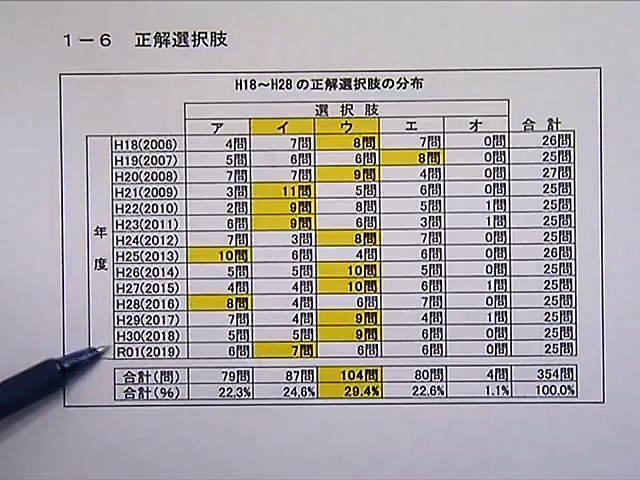 1－6 正解選択肢
H18～H28の正解選択肢の分布
選択肢
ア イ ウ エ オ 合計
年度
H18(2006) 4問 7問 8問 7問 0問 26問
H19(2007) 5問 6問 6問 8問 0問 25問
H20(2008) 7問 7問 9問 4問 0問 27問
H21(2009) 3問 11問 5問 6問 0問 25問
H22(2010) 2問 9問 8問 5問 1問 25問
H23(2011) 6問 9問 6問 3問 1問 25問
H24(2012) 7問 3問 8問 7問 0問 25問
H25(2013) 10問 6問 4問 6問 0問 26問
H26(2014) 5問 5問 10問 5問 0問 25問
H27(2015) 4問 4問 10問 6問 1問 25問
H28(2016) 8問 4問 6問 7問 0問 25問
H29(2017) 7問 4問 9問 4問 1問 25問
H30(2018) 5問 5問 9問 6問 0問 25問
R01(2019) 6問 7問 6問 6問 0問 25問
合計(問) 79問 87問 104問 80問 4問 354問
合計(%) 22.3% 24.6% 29.4% 22.6% 1.1% 100.0%